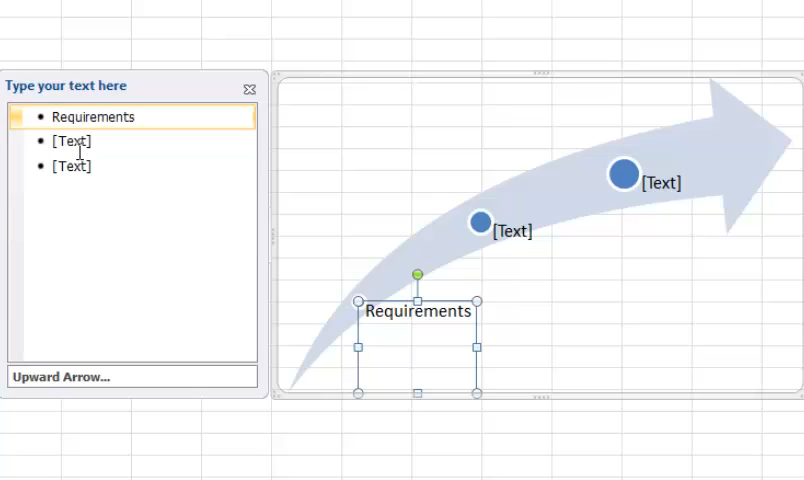 Type your text here
Requirements
[Text]
[Text]
Upward Arrow...
[Text]
[Text]
Requirements